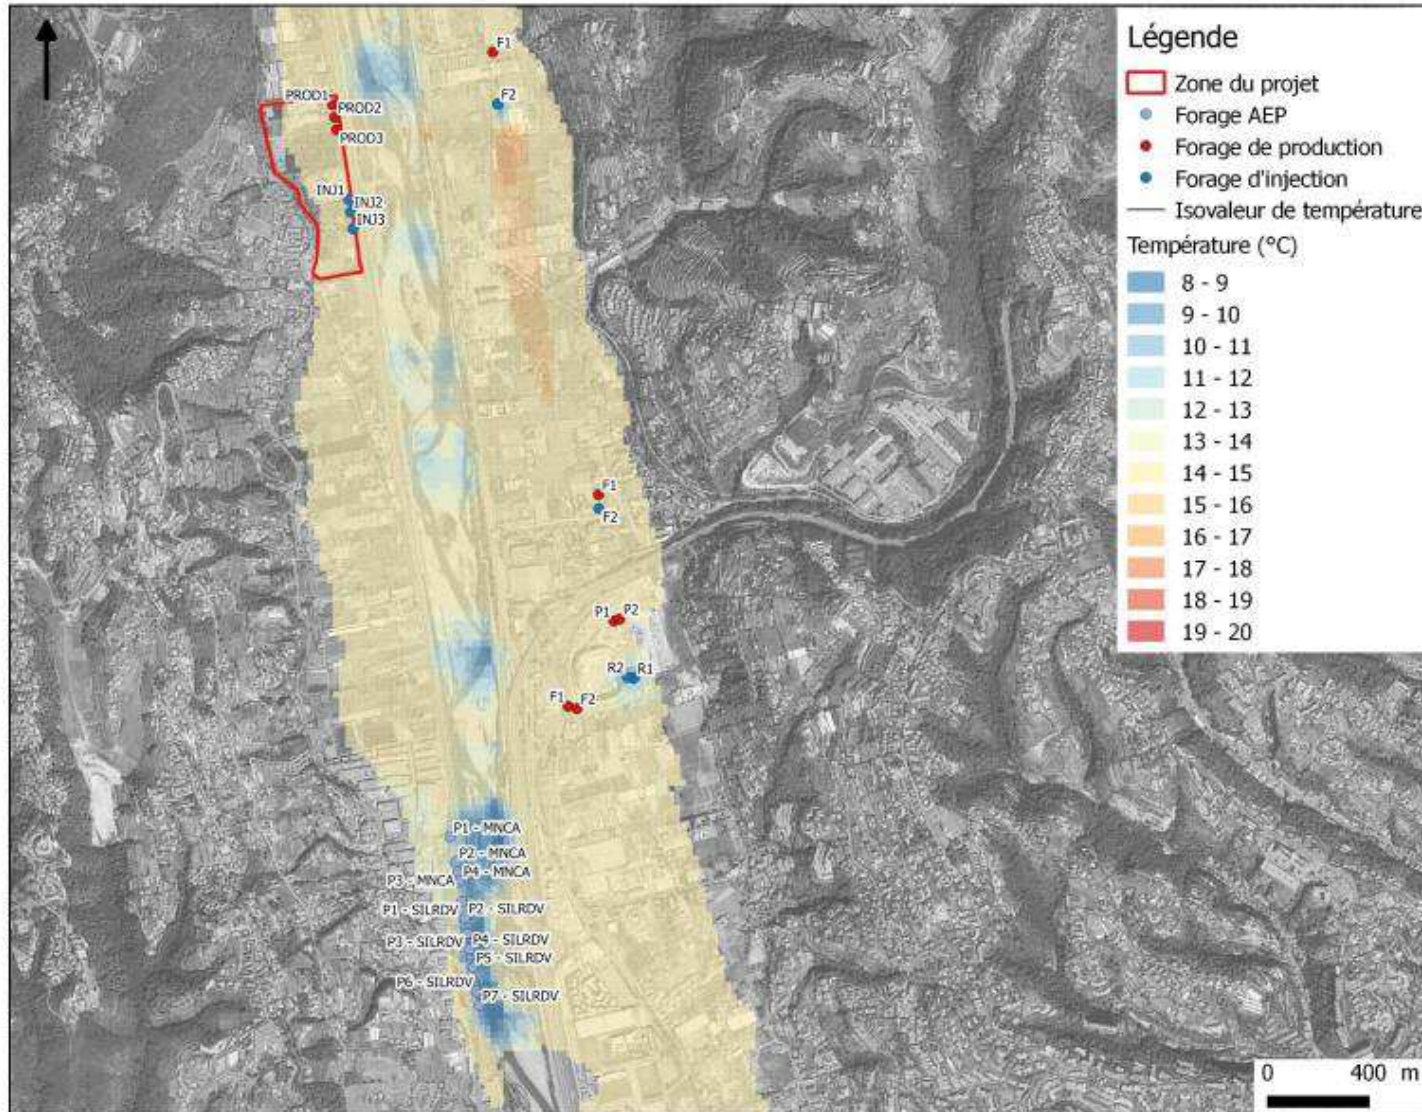 F1
F2
PROD1
PROD2
PROD3
INJ1
INJ2
INJ3
F1
F2
P1
P2
R2
R1
F1
F2
P1 - MNCA
P2 - MNCA
P4 - MNCA
P3 - MNCA
P1 - SILRDV
P2 - SILRDV
P3 - SILRDV
P4 - SILRDV
P5 - SILRDV
P6 - SILRDV
P7 - SILRDV
Légende
Zone du projet
Forage AEP
Forage de production
Forage d'injection
Isovaleur de température
Température (°C)
8 - 9
9 - 10
10 - 11
11 - 12
12 - 13
13 - 14
14 - 15
15 - 16
16 - 17
17 - 18
18 - 19
19 - 20
0 400 m